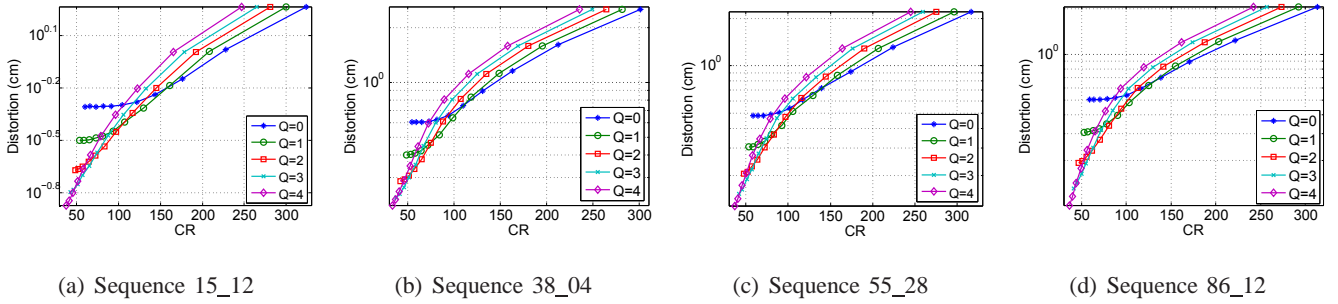 Distortion (cm)
10^0.1
10^-0.2
10^-0.5
10^-0.8
50 100 150 200 250 300
CR
Q=0
Q=1
Q=2
Q=3
Q=4
(a) Sequence 15_12
Distortion (cm)
10^0
50 100 150 200 250 300
CR
Q=0
Q=1
Q=2
Q=3
Q=4
(b) Sequence 38_04
Distortion (cm)
10^0
50 100 150 200 250 300
CR
Q=0
Q=1
Q=2
Q=3
Q=4
(c) Sequence 55_28
Distortion (cm)
10^0
50 100 150 200 250 300
CR
Q=0
Q=1
Q=2
Q=3
Q=4
(d) Sequence 86_12